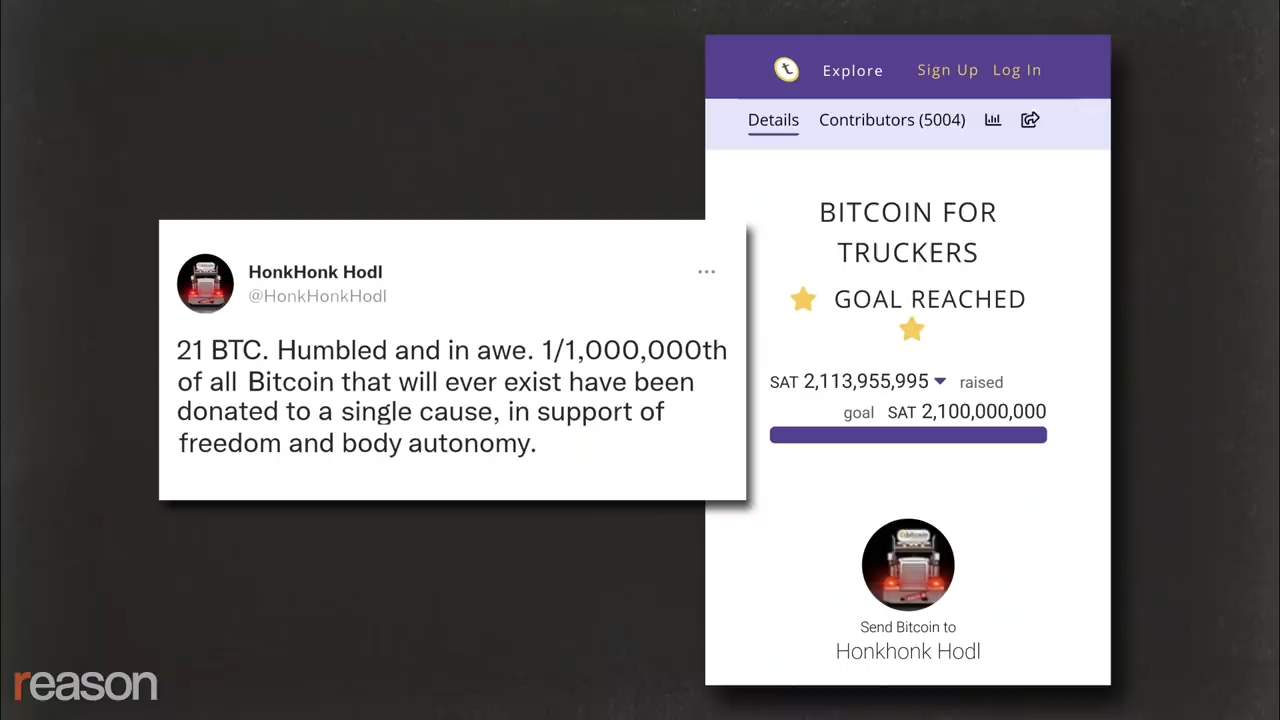 HonkHonk Hodl
@HonkHonkHodl
21 BTC. Humbled and in awe. 1/1,000,000th
of all Bitcoin that will ever exist have been
donated to a single cause, in support of
freedom and body autonomy.
t Explore Sign Up Log In
Details Contributors (5004)
BITCOIN FOR
TRUCKERS
GOAL REACHED
SAT 2,113,955,995 raised
goal SAT 2,100,000,000
Send Bitcoin to
Honkhonk Hodl
reason